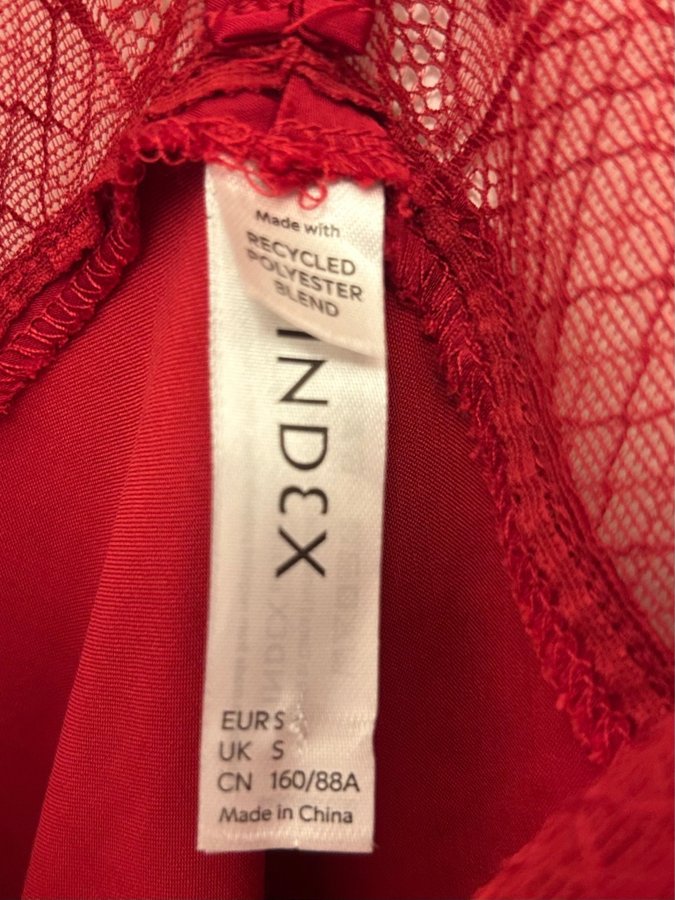 Made with
RECYCLED
POLYESTER
BLEND
INDEX
EUR S
UK S
CN 160/88A
Made in China